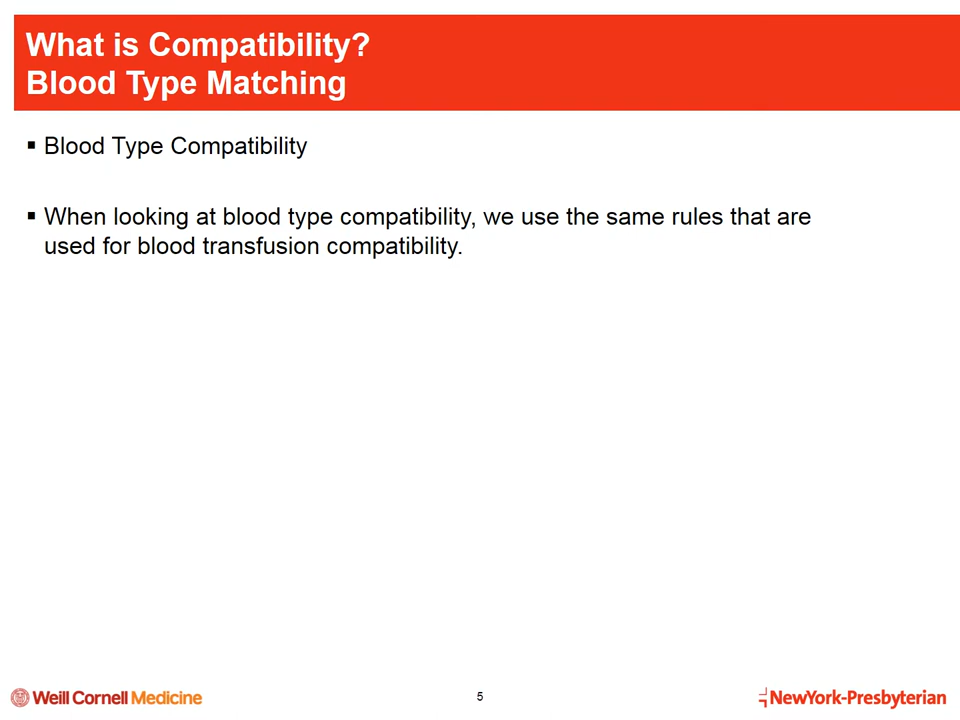 What is Compatibility?
Blood Type Matching
▪ Blood Type Compatibility
▪ When looking at blood type compatibility, we use the same rules that are
used for blood transfusion compatibility.
Weill Cornell Medicine
5
NewYork-Presbyterian